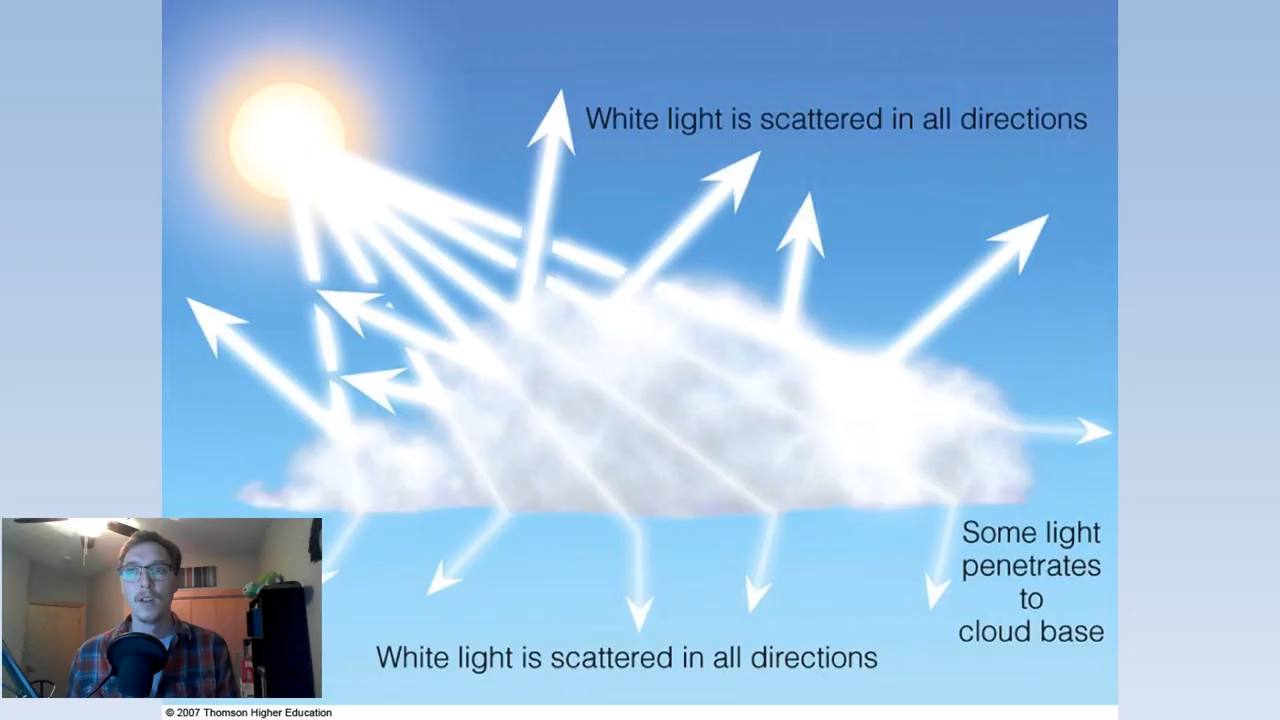 White light is scattered in all directions
Some light
penetrates
to
cloud base
White light is scattered in all directions
© 2007 Thomson Higher Education